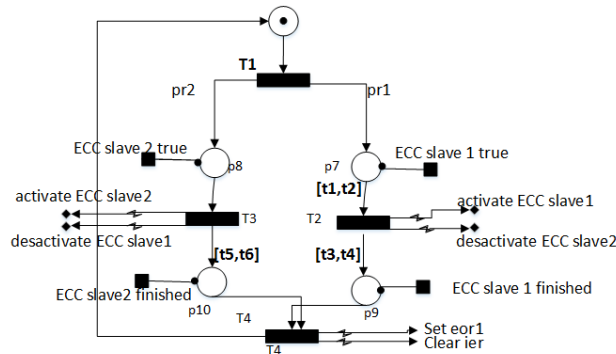 T1
pr2
pr1
ECC slave 2 true
p8
p7
ECC slave 1 true
[t1,t2]
activate ECC slave2
T3
T2
activate ECC slave1
desactivate ECC slave1
desactivate ECC slave2
[t5,t6]
[t3,t4]
ECC slave2 finished
ECC slave 1 finished
p10
p9
T4
T4
Set eor1
Clear ier